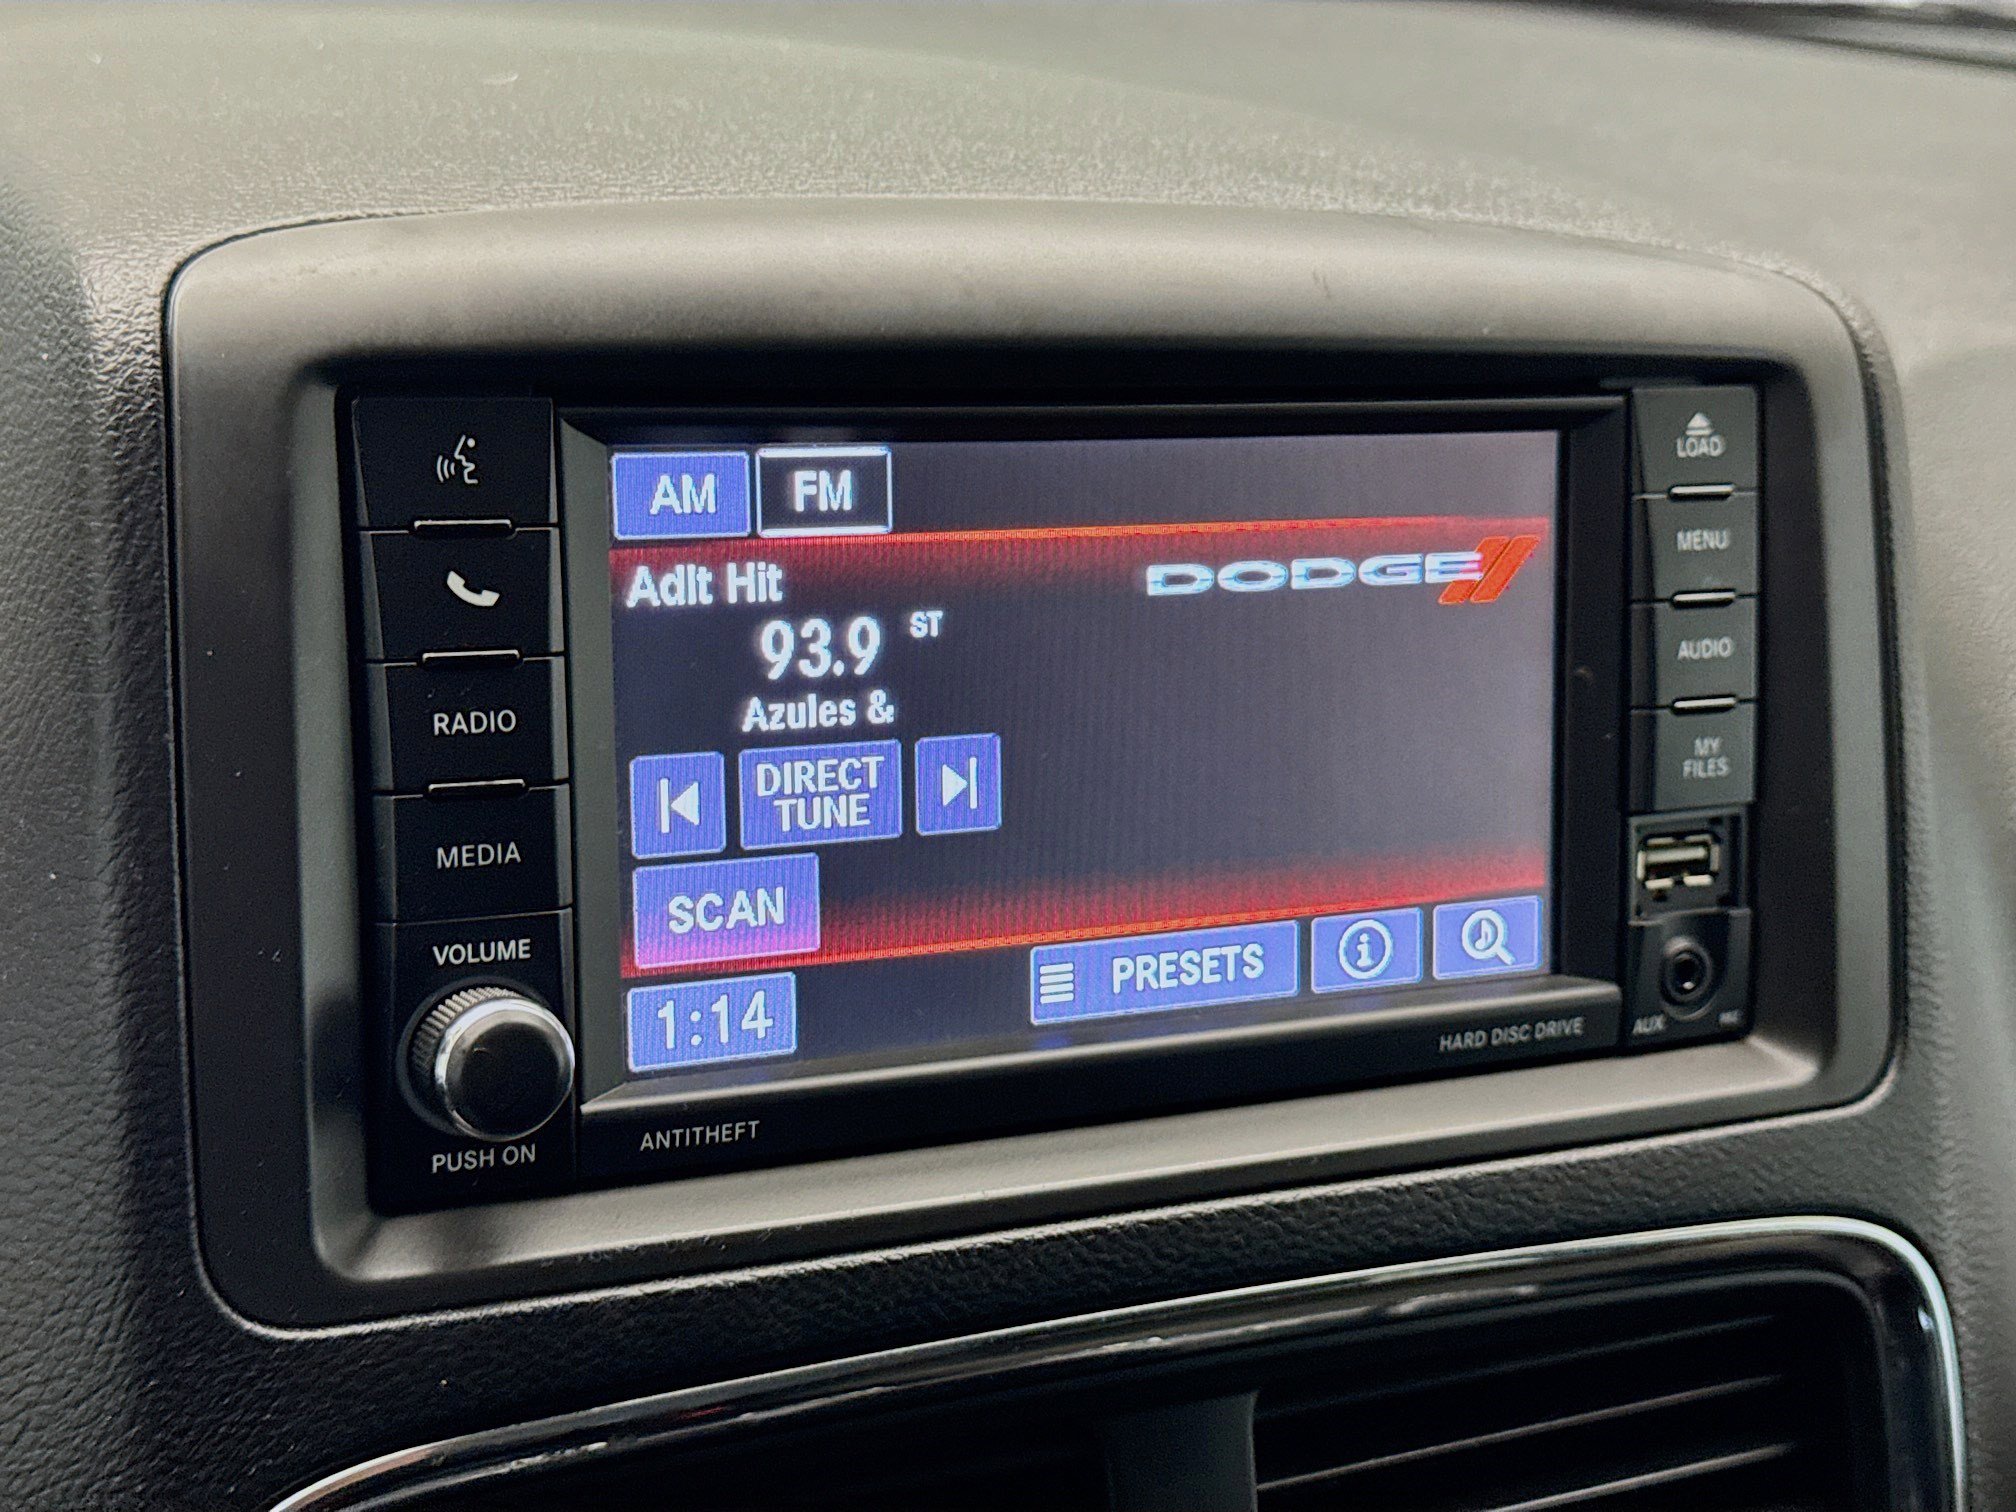 AM FM
Adlt Hit
DODGE
93.9 ST
Azules &
DIRECT
TUNE
SCAN
PRESETS
1:14
RADIO
MEDIA
VOLUME
PUSH ON
ANTITHEFT
HARD DISC DRIVE
LOAD
MENU
AUDIO
MY
FILES
AUX